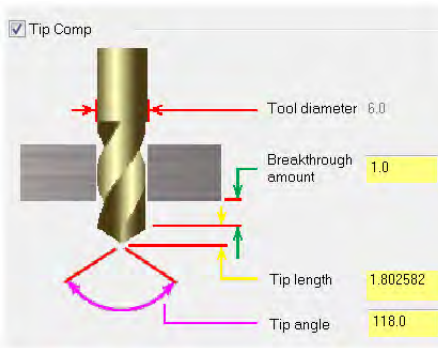 Tip Comp
Tool diameter 6.0
Breakthrough
amount 1.0
Tip length 1.802582
Tip angle 118.0